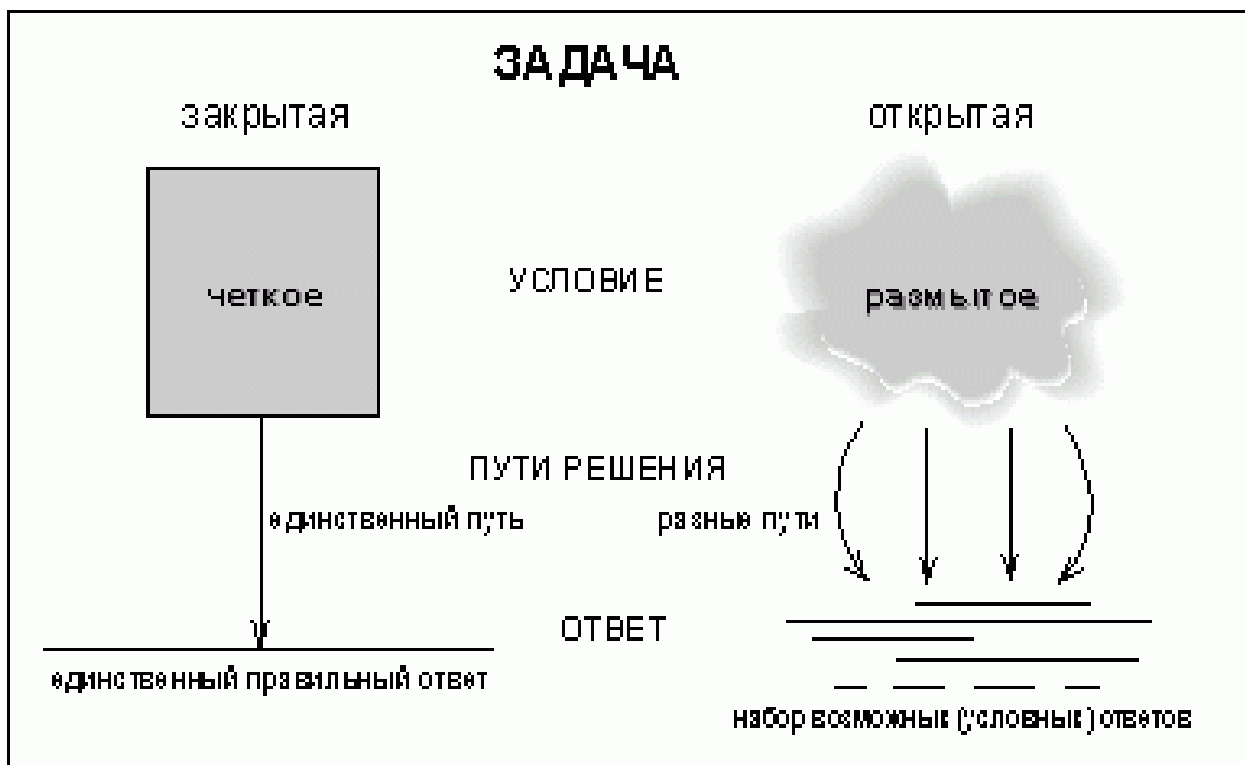 ЗАДАЧА
закрытая
открытая
четкое
УСЛОВИЕ
размытое
ПУТИ РЕШЕНИЯ
единственный путь
разные пути
ОТВЕТ
единственный правильный ответ
набор возможных (условных) ответов